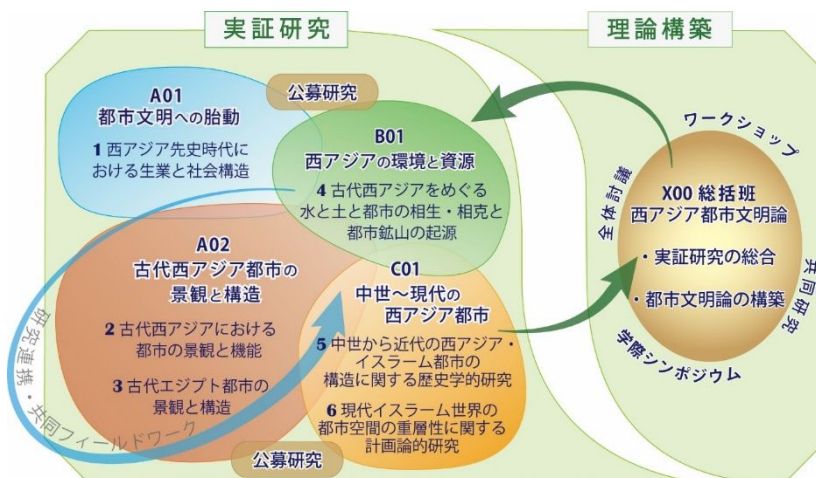 実証研究
理論構築
公募研究
A01
都市文明への胎動
1 西アジア先史時代に
おける生業と社会構造
B01
西アジアの環境と資源
4 古代西アジアをめぐる
水と土と都市の相生・相克と
都市鉱山の起源
A02
古代西アジア都市の
景観と構造
2 古代西アジアにおける
都市の景観と機能
3 古代エジプト都市の
景観と構造
C01
中世～現代の
西アジア都市
5 中世から近代の西アジア・
イスラーム都市の
構造に関する歴史学的研究
6 現代イスラーム世界の
都市空間の重層性に関する
計画論的研究
公募研究
研究連携・共同フィールドワーク
ワークショップ
全体討議
X00 総括班
西アジア都市文明論
・実証研究の総合
・都市文明論の構築
共同研究
学際シンポジウム